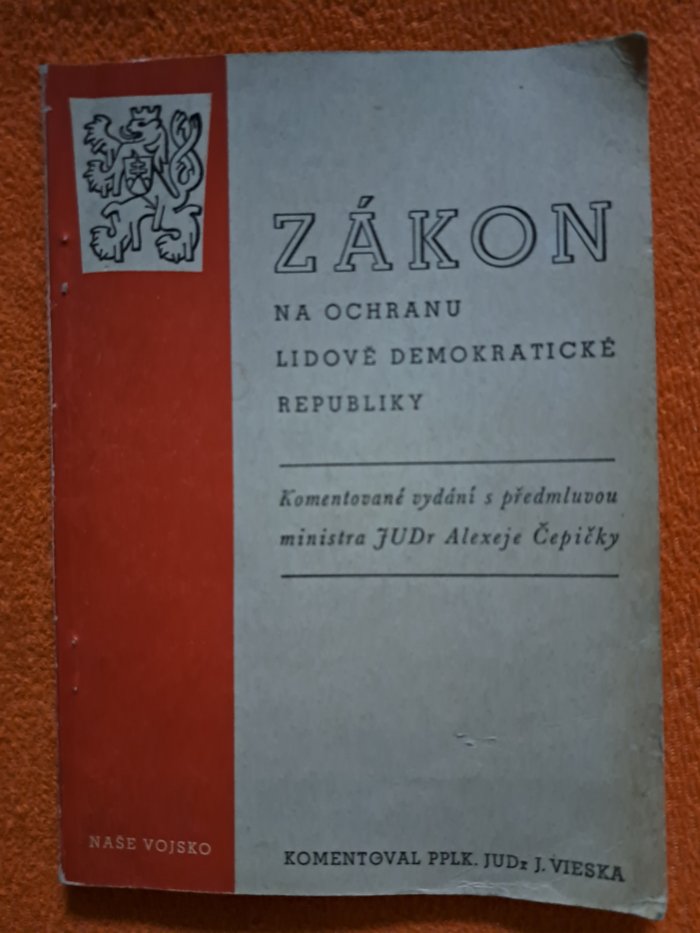 ZÁKON
NA OCHRANU
LIDOVĚ DEMOKRATICKÉ
REPUBLIKY
Komentované vydání s předmluvou
ministra JUDr Alexeje Čepičky
NAŠE VOJSKO
KOMENTOVAL PPLK. JUDr J. VIESKA